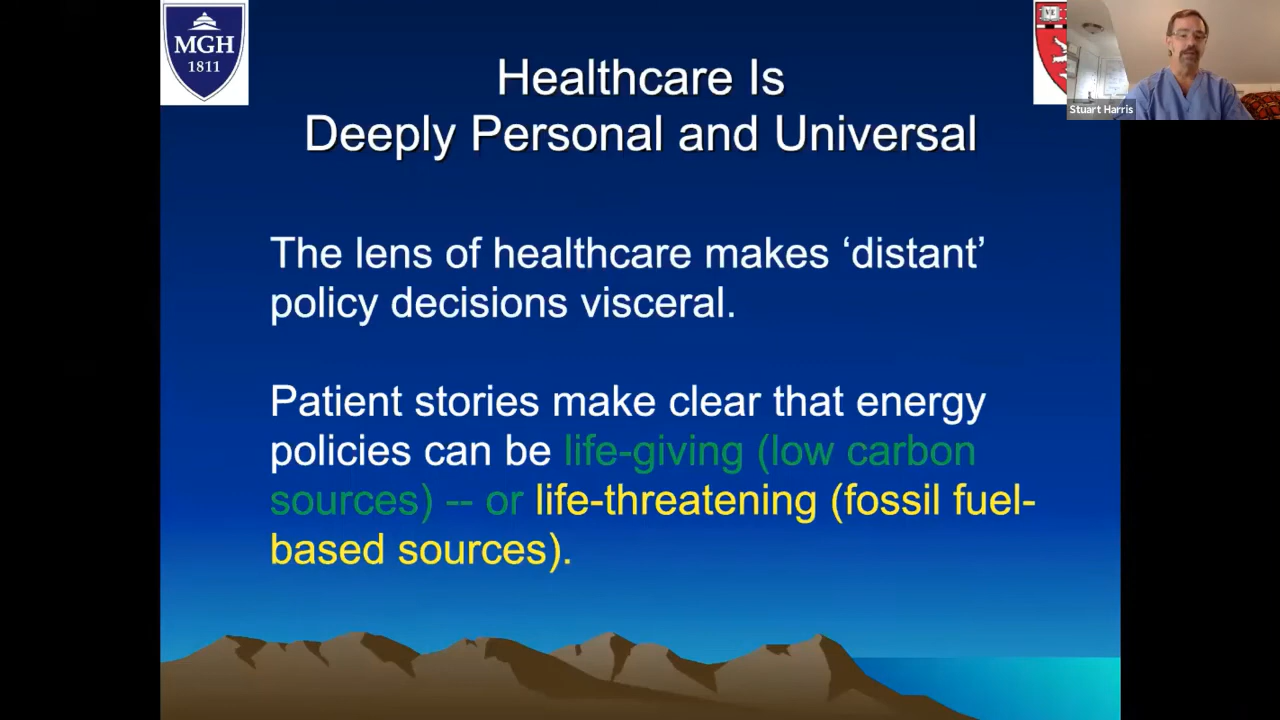 MGH
1811
VE
Stuart Harris
Healthcare Is
Deeply Personal and Universal
The lens of healthcare makes ‘distant’
policy decisions visceral.
Patient stories make clear that energy
policies can be life-giving (low carbon
sources) -- or life-threatening (fossil fuel-
based sources).